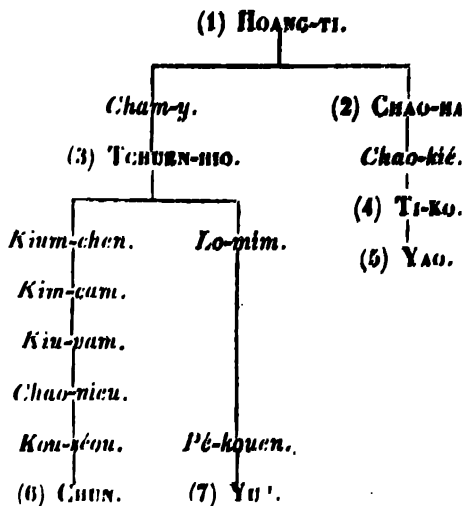 (1) HOANG-TI.
Cham-y. (2) CHAO-HA
(3) TCHUEN-HIO. Chao-kié.
(4) TI-KO.
Kium-chen. Lo-mim. (5) YAO.
Kim-cam.
Kiu-vam.
Chao-nieu.
Kou-séou. Pé-kouen.
(6) CHUN. (7) YU'.